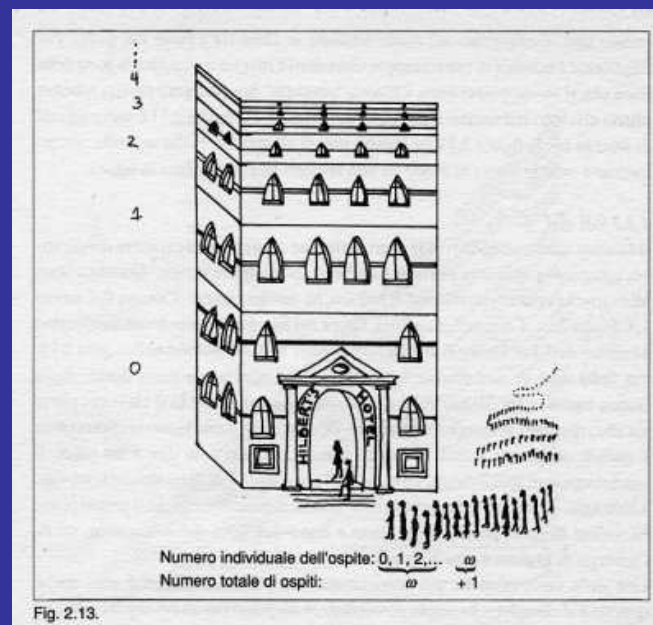 4
3
2
1
0
HILBERT'S HOTEL
Numero individuale dell'ospite: 0, 1, 2,... ω
Numero totale di ospiti: ω + 1
Fig. 2.13.